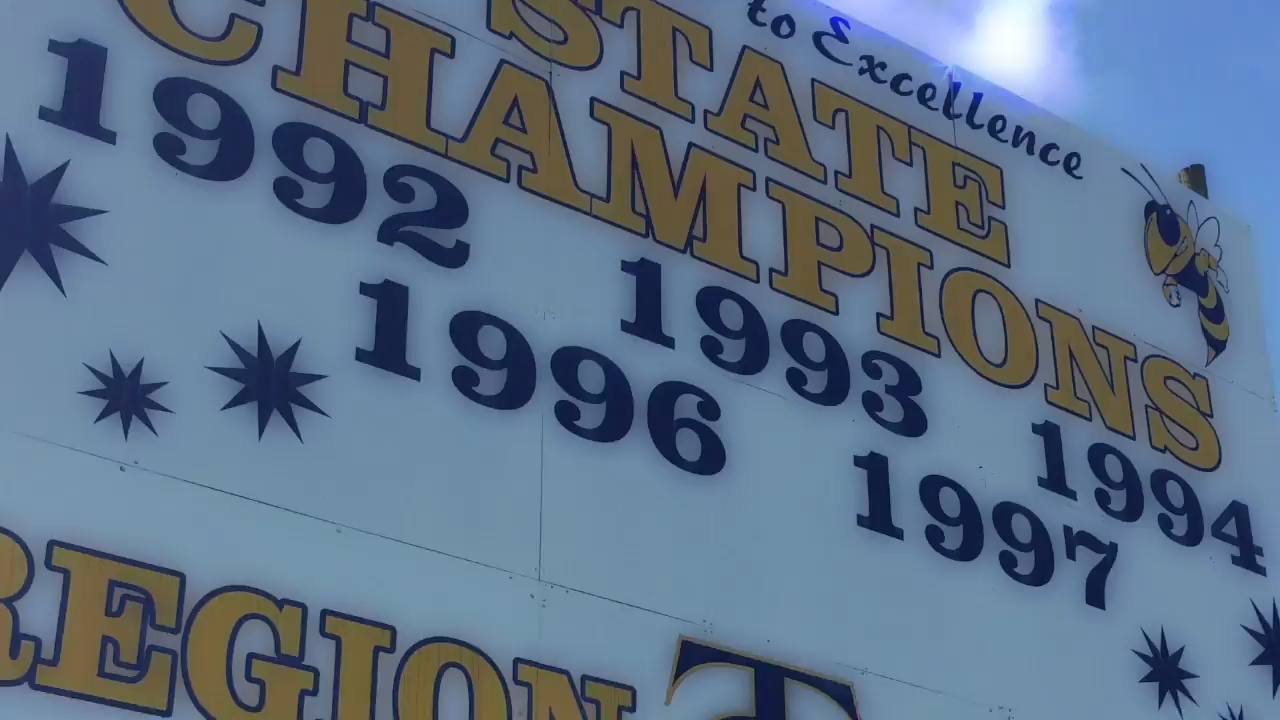 to Excellence
STATE
CHAMPIONS
1992 1993 1994
1996 1997
REGION T